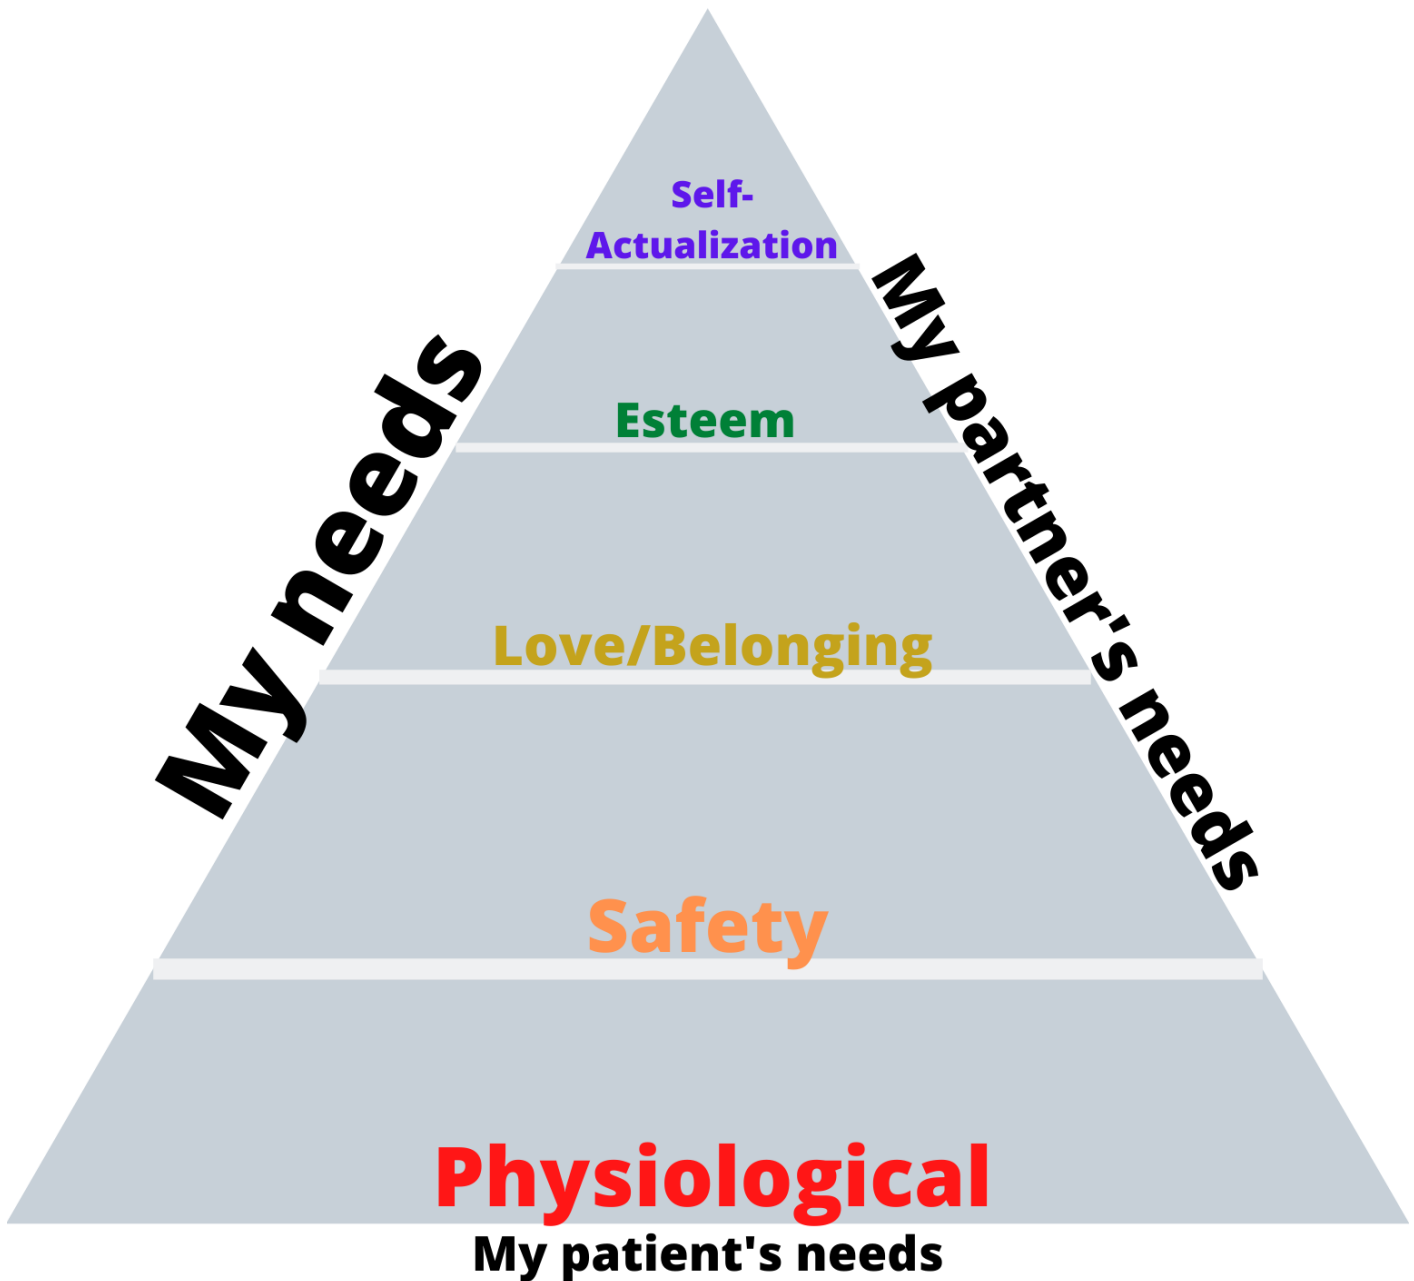 Self-
Actualization
Esteem
Love/Belonging
Safety
Physiological
My needs
My partner's needs
My patient's needs